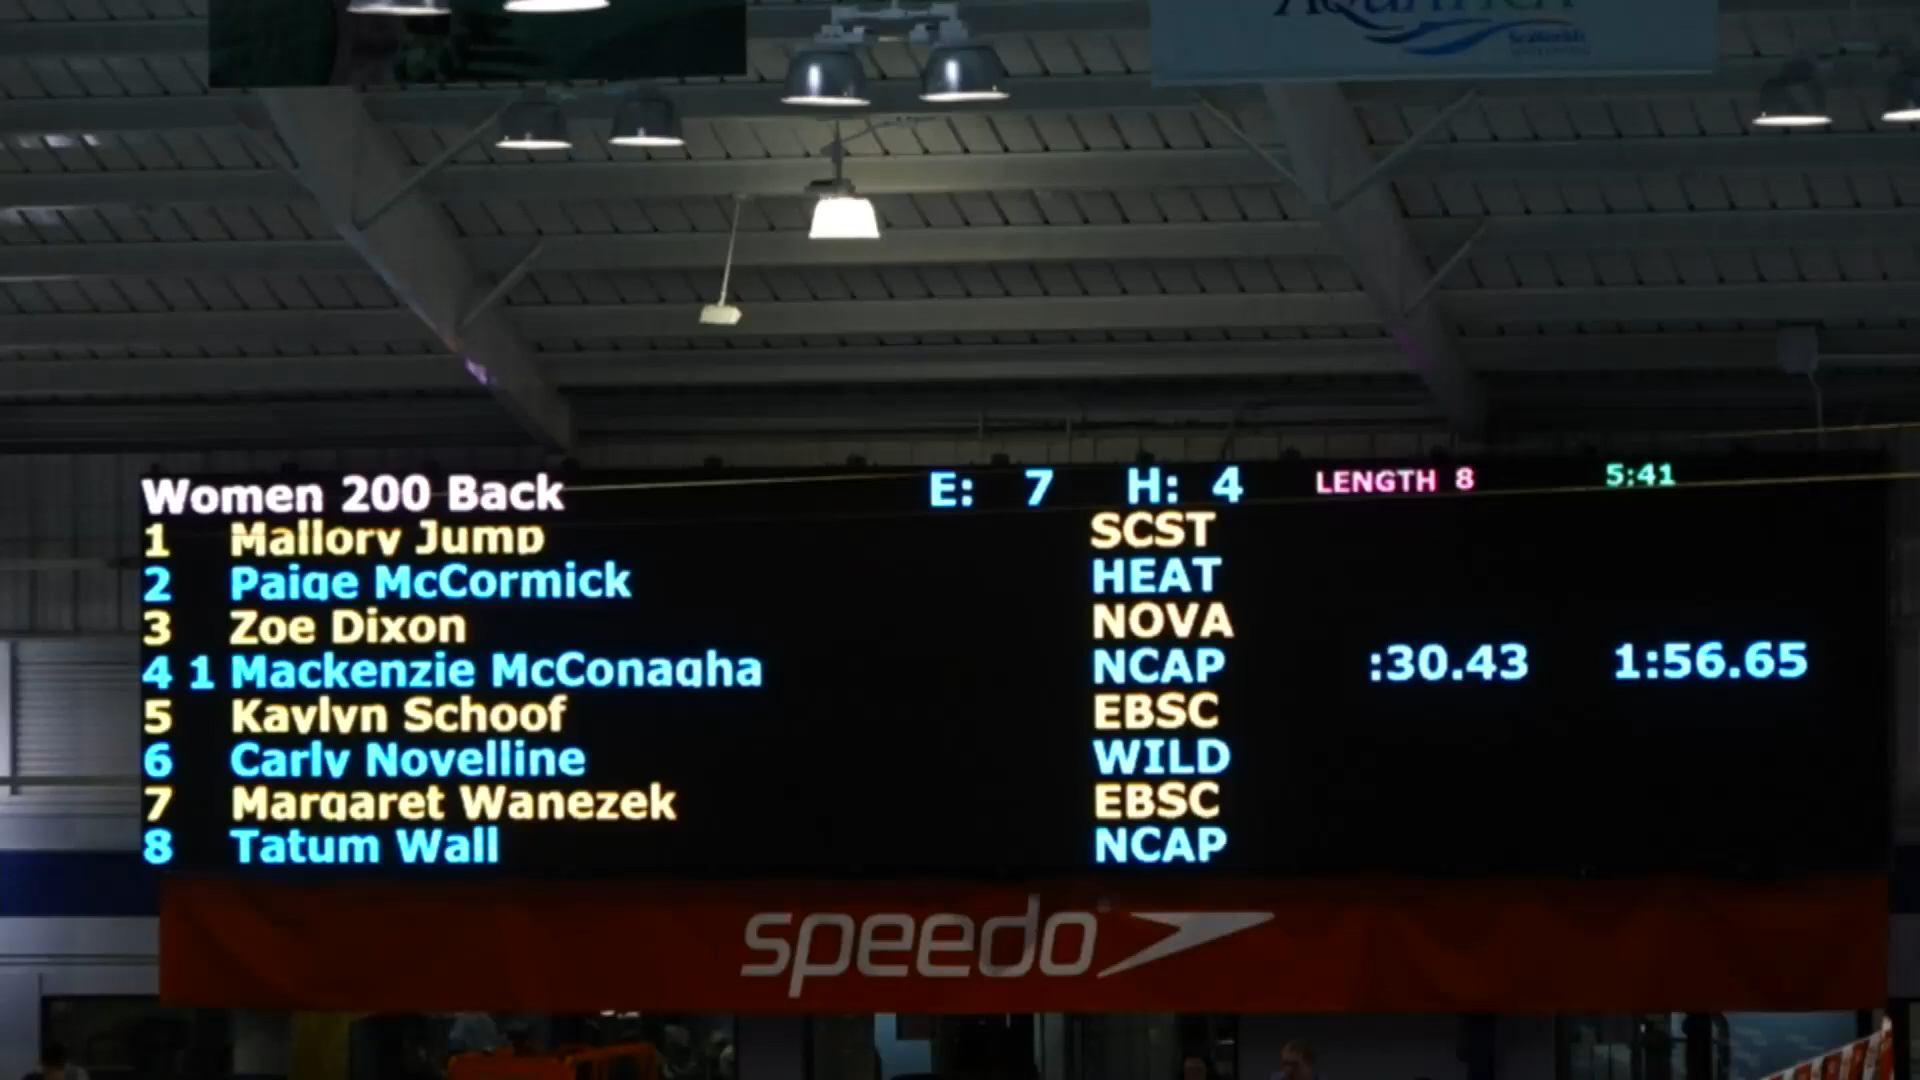 AQUATICA
SeaWorld's
Women 200 Back E: 7 H: 4 LENGTH 8 5:41
1 Mallory Jump SCST
2 Paige McCormick HEAT
3 Zoe Dixon NOVA
4 1 Mackenzie McConagha NCAP :30.43 1:56.65
5 Kaylyn Schoof EBSC
6 Carly Novelline WILD
7 Margaret Wanezek EBSC
8 Tatum Wall NCAP
speedo